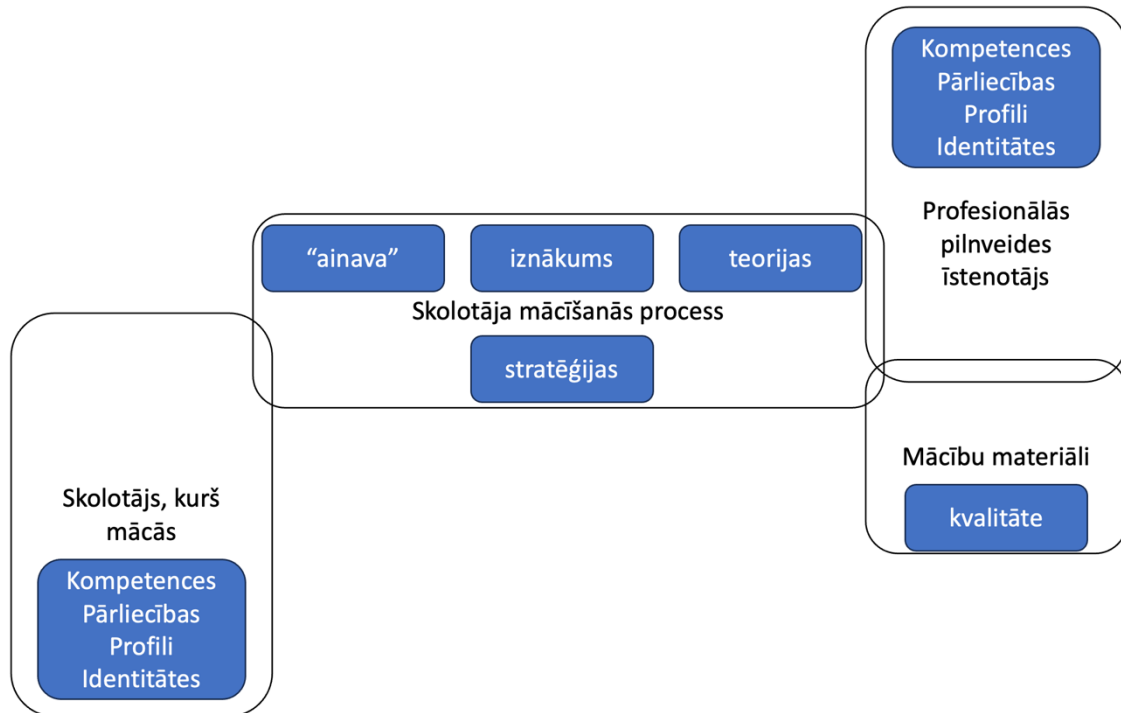 Kompetences
Pārliecības
Profili
Identitātes
Profesionālās
pilnveides
īstenotājs
“ainava”
iznākums
teorijas
Skolotāja mācīšanās process
stratēģijas
Mācību materiāli
kvalitāte
Skolotājs, kurš
mācās
Kompetences
Pārliecības
Profili
Identitātes